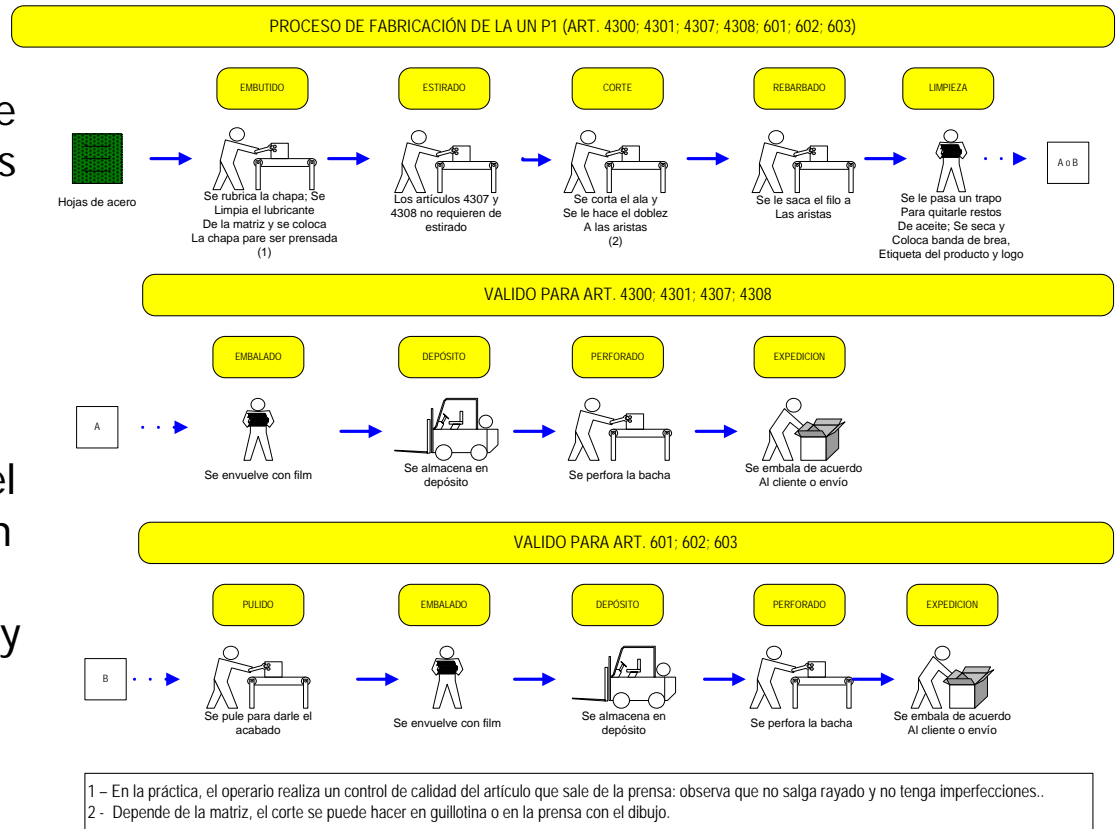 PROCESO DE FABRICACIÓN DE LA UN P1 (ART. 4300; 4301; 4307; 4308; 601; 602; 603)
EMBUTIDO
ESTIRADO
CORTE
REBARBADO
LIMPIEZA
e
s
Hojas de acero
Se rubrica la chapa; Se
Limpia el lubricante
De la matriz y se coloca
La chapa pare ser prensada
(1)
Los artículos 4307 y
4308 no requieren de
estirado
Se corta el ala y
Se le hace el doblez
A las aristas
(2)
Se le saca el filo a
Las aristas
Se le pasa un trapo
Para quitarle restos
De aceite; Se seca y
Coloca banda de brea,
Etiqueta del producto y logo
A o B
VALIDO PARA ART. 4300; 4301; 4307; 4308
EMBALADO
DEPÓSITO
PERFORADO
EXPEDICION
A
Se envuelve con film
Se almacena en
depósito
Se perfora la bacha
Se embala de acuerdo
Al cliente o envío
el
n
y
VALIDO PARA ART. 601; 602; 603
PULIDO
EMBALADO
DEPÓSITO
PERFORADO
EXPEDICION
B
Se pule para darle el
acabado
Se envuelve con film
Se almacena en
depósito
Se perfora la bacha
Se embala de acuerdo
Al cliente o envío
1 – En la práctica, el operario realiza un control de calidad del artículo que sale de la prensa: observa que no salga rayado y no tenga imperfecciones..
2 - Depende de la matriz, el corte se puede hacer en guillotina o en la prensa con el dibujo.